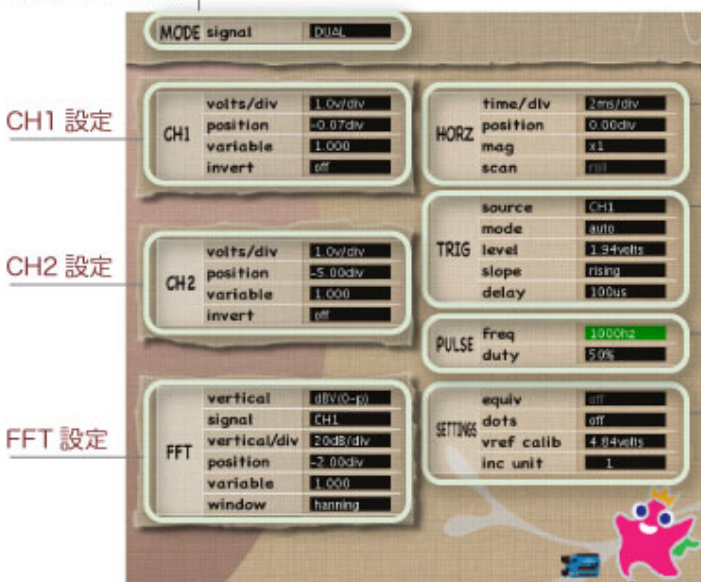 MODE signal DUAL
CH1 設定
CH1
volts/div 1.0v/div
position -0.07div
variable 1.000
invert off
HORZ
time/div 2ms/div
position 0.00div
mag x1
scan roll
TRIG
source CH1
mode auto
level 1.94volts
slope rising
delay 100us
CH2 設定
CH2
volts/div 1.0v/div
position -5.00div
variable 1.000
invert off
PULSE
freq 1000hz
duty 50%
FFT 設定
FFT
vertical dBV(0-p)
signal CH1
vertical/div 20dB/div
position -2.00div
variable 1.000
window hanning
SETTINGS
equiv off
dots off
vref calib 4.84volts
inc unit 1